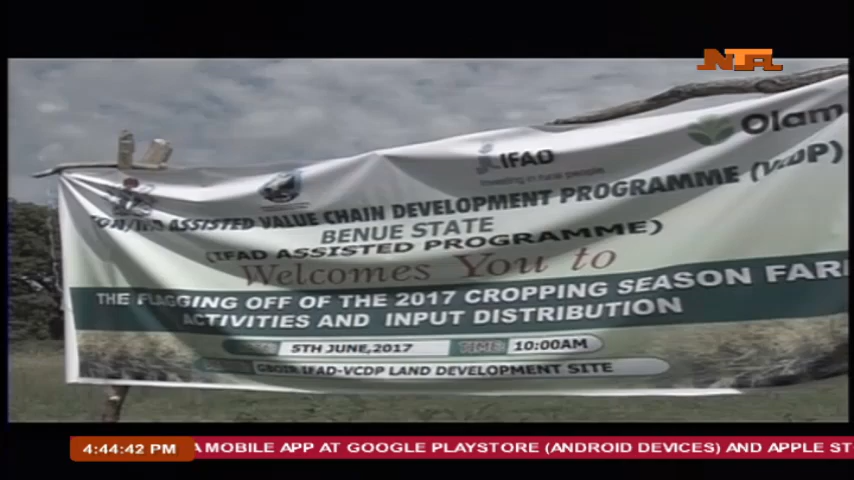 NTA
Olam
IFAD
Investing in rural people
ASSISTED VALUE CHAIN DEVELOPMENT PROGRAMME (VCDP)
BENUE STATE
(IFAD ASSISTED PROGRAMME)
Welcomes You to
THE FLAGGING OFF OF THE 2017 CROPPING SEASON FAR
ACTIVITIES AND INPUT DISTRIBUTION
5TH JUNE,2017 TIME: 10:00AM
IFAD-VCDP LAND DEVELOPMENT SITE
4:44:42 PM A MOBILE APP AT GOOGLE PLAYSTORE (ANDROID DEVICES) AND APPLE ST